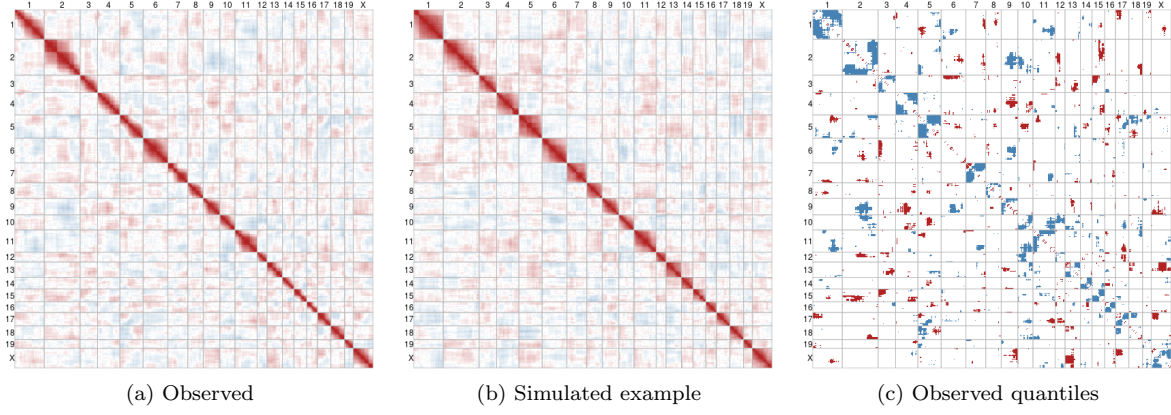 1 2 3 4 5 6 7 8 9 10 11 12 13 14 15 16 17 18 19 X
1 2 3 4 5 6 7 8 9 10 11 12 13 14 15 16 17 18 19 X
1 2 3 4 5 6 7 8 9 10 11 12 13 14 15 16 17 18 19 X
1 1 1
2 2 2
3 3 3
4 4 4
5 5 5
6 6 6
7 7 7
8 8 8
9 9 9
10 10 10
11 11 11
12 12 12
13 13 13
14 14 14
15 15 15
16 16 16
17 17 17
18 18 18
19 19 19
X X X
(a) Observed
(b) Simulated example
(c) Observed quantiles